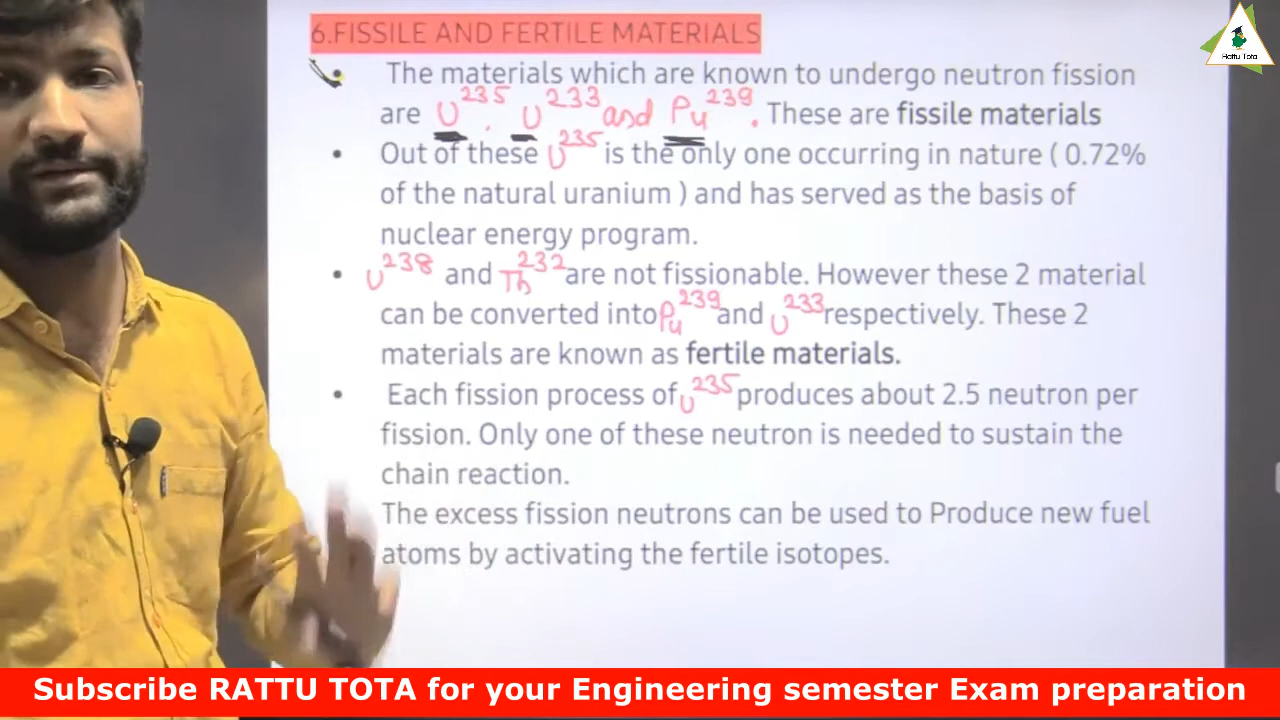 6.FISSILE AND FERTILE MATERIALS
Rattu Tota
• The materials which are known to undergo neutron fission
are U²³⁵, U²³³ and Pu²³⁹. These are fissile materials
• Out of these U²³⁵ is the only one occurring in nature ( 0.72%
of the natural uranium ) and has served as the basis of
nuclear energy program.
• U²³⁸ and Th²³² are not fissionable. However these 2 material
can be converted into Pu²³⁹ and U²³³ respectively. These 2
materials are known as fertile materials.
• Each fission process of U²³⁵ produces about 2.5 neutron per
fission. Only one of these neutron is needed to sustain the
chain reaction.
The excess fission neutrons can be used to Produce new fuel
atoms by activating the fertile isotopes.
Subscribe RATTU TOTA for your Engineering semester Exam preparation